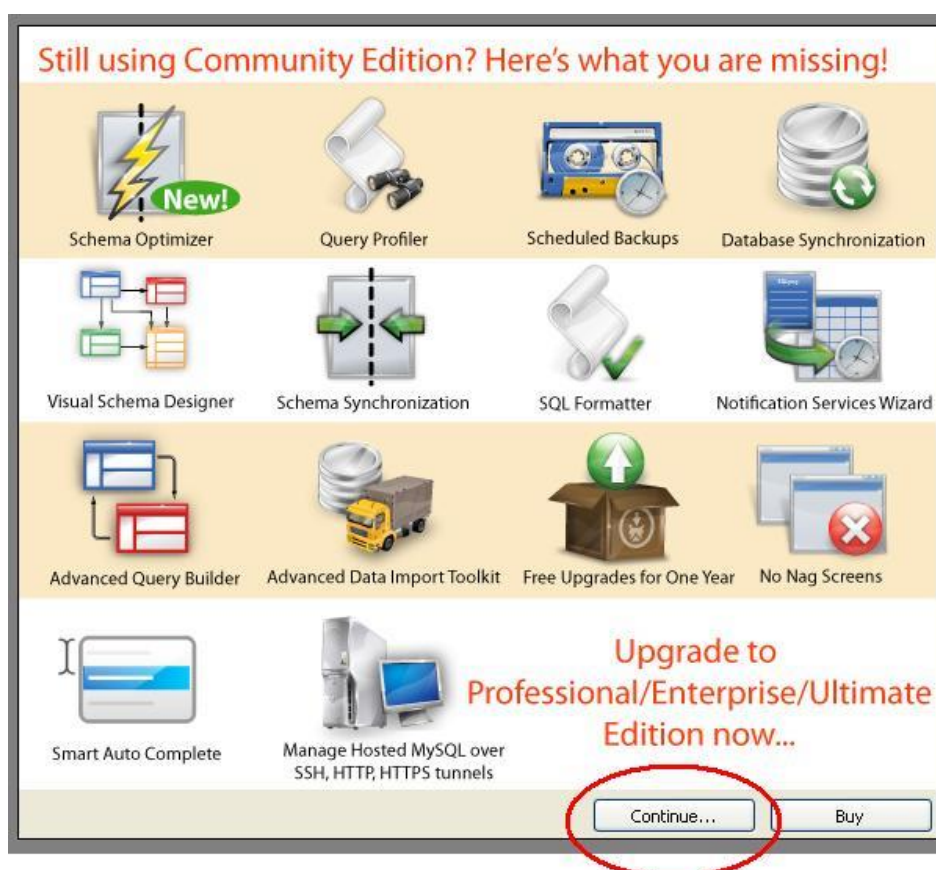 Still using Community Edition? Here's what you are missing!
New!
Schema Optimizer
Query Profiler
Scheduled Backups
Database Synchronization
Visual Schema Designer
Schema Synchronization
SQL Formatter
Notification Services Wizard
Advanced Query Builder
Advanced Data Import Toolkit
Free Upgrades for One Year
No Nag Screens
Smart Auto Complete
Manage Hosted MySQL over
SSH, HTTP, HTTPS tunnels
Upgrade to
Professional/Enterprise/Ultimate
Edition now...
Continue...
Buy